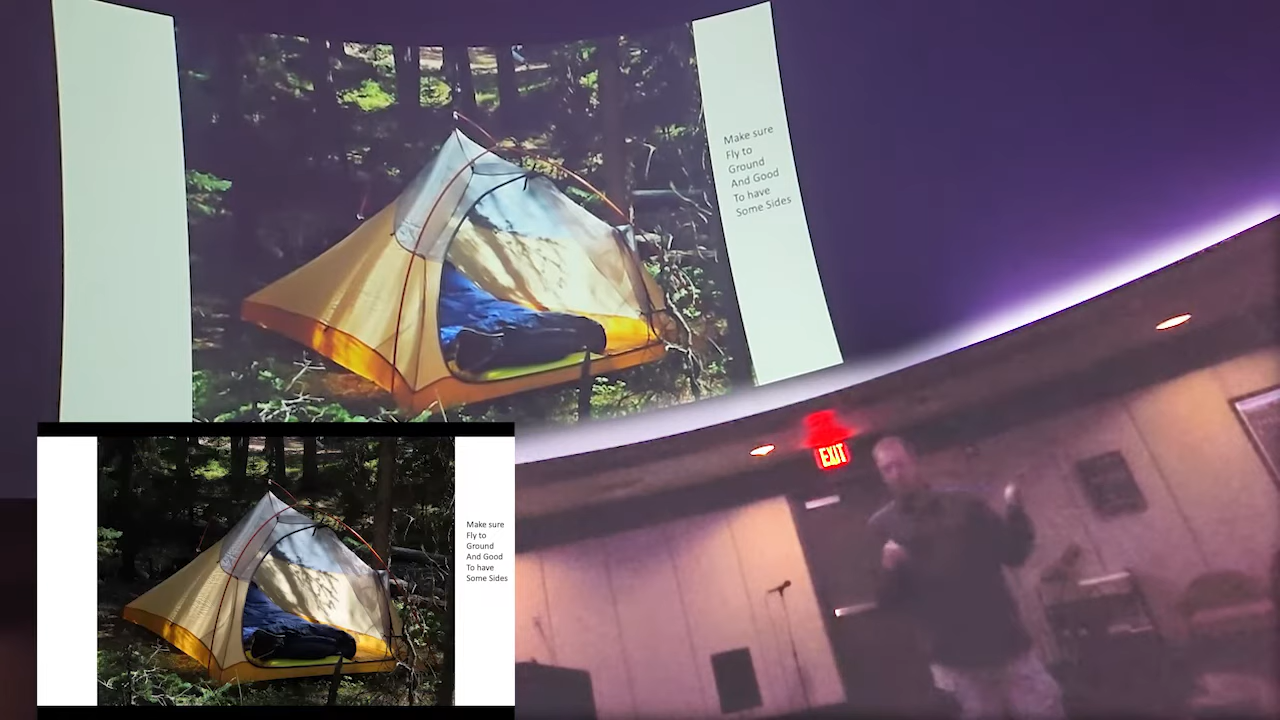 Make sure
Fly to
Ground
And Good
To have
Some Sides
EXIT
Make sure
Fly to
Ground
And Good
To have
Some Sides